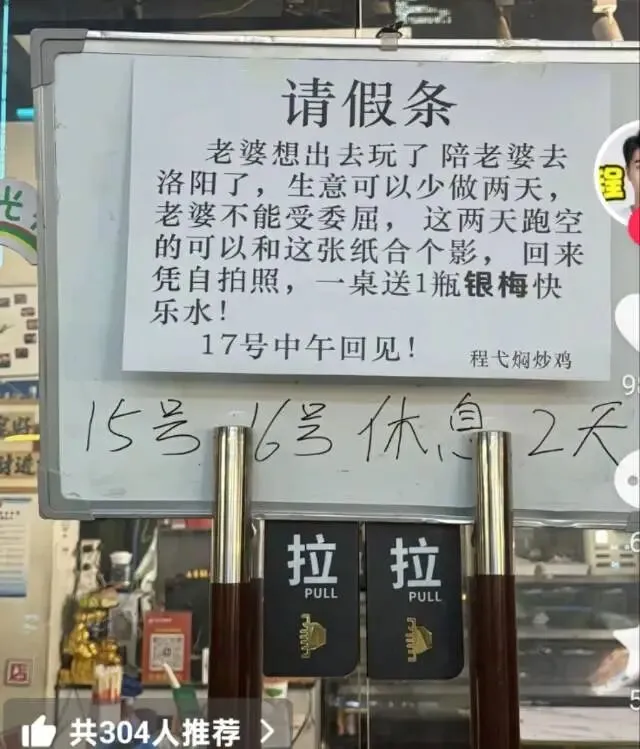 请假条
老婆想出去玩了 陪老婆去
洛阳了，生意可以少做两天，
老婆不能受委屈，这两天跑空
的可以和这张纸合个影，回来
凭自拍照，一桌送1瓶银梅快
乐水！
17号中午回见！
程弋焖炒鸡
15号 16号 休息 2天
拉 拉
PULL PULL
程
光
共304人推荐